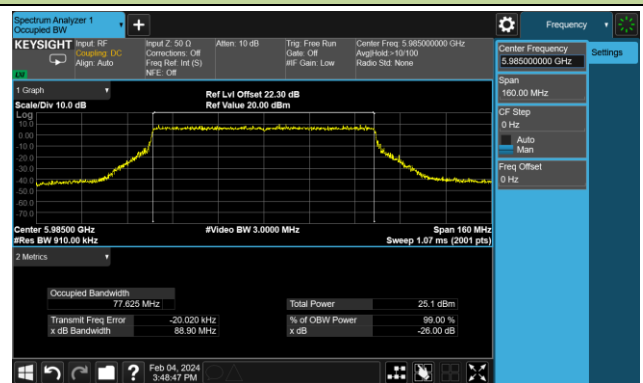 Spectrum Analyzer 1
Occupied BW
+
Frequency
KEYSIGHT
Input: RF
Coupling: DC
Align: Auto
Input Z: 50 Ω
Corrections: Off
Freq Ref: Int (S)
NFE: Off
Atten: 10 dB
Trig: Free Run
Gate: Off
#IF Gain: Low
Center Freq: 5.985000000 GHz
Avg|Hold:>10/100
Radio Std: None
LW
Center Frequency
5.985000000 GHz
Settings
Span
160.00 MHz
CF Step
0 Hz
Auto
Man
Freq Offset
0 Hz
1 Graph
Scale/Div 10.0 dB
Ref Lvl Offset 22.30 dB
Ref Value 20.00 dBm
Log
10.0
0.00
-10.0
-20.0
-30.0
-40.0
-50.0
-60.0
-70.0
Center 5.98500 GHz
#Res BW 910.00 kHz
#Video BW 3.0000 MHz
Span 160 MHz
Sweep 1.07 ms (2001 pts)
2 Metrics
Occupied Bandwidth
77.625 MHz
Total Power
25.1 dBm
Transmit Freq Error
-20.020 kHz
% of OBW Power
99.00 %
x dB Bandwidth
88.90 MHz
x dB
-26.00 dB
?
Feb 04, 2024
3:48:47 PM